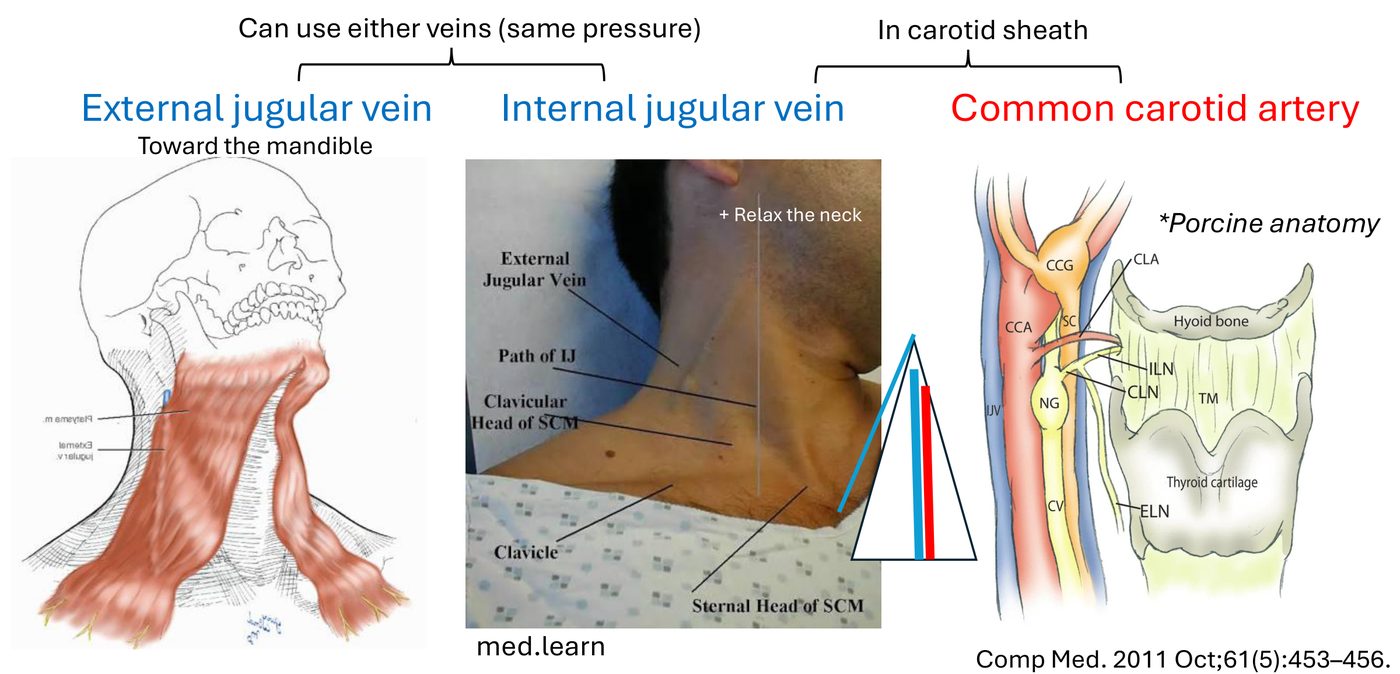 Can use either veins (same pressure)
In carotid sheath
External jugular vein
Toward the mandible
Internal jugular vein
Common carotid artery
Platysma m.
External
jugular v.
+ Relax the neck
External
Jugular Vein
Path of IJ
Clavicular
Head of SCM
Clavicle
Sternal Head of SCM
med.learn
*Porcine anatomy
CCG
CLA
CCA
SC
Hyoid bone
ILN
CLN
NG
TM
IJV
Thyroid cartilage
CV
ELN
Comp Med. 2011 Oct;61(5):453–456.